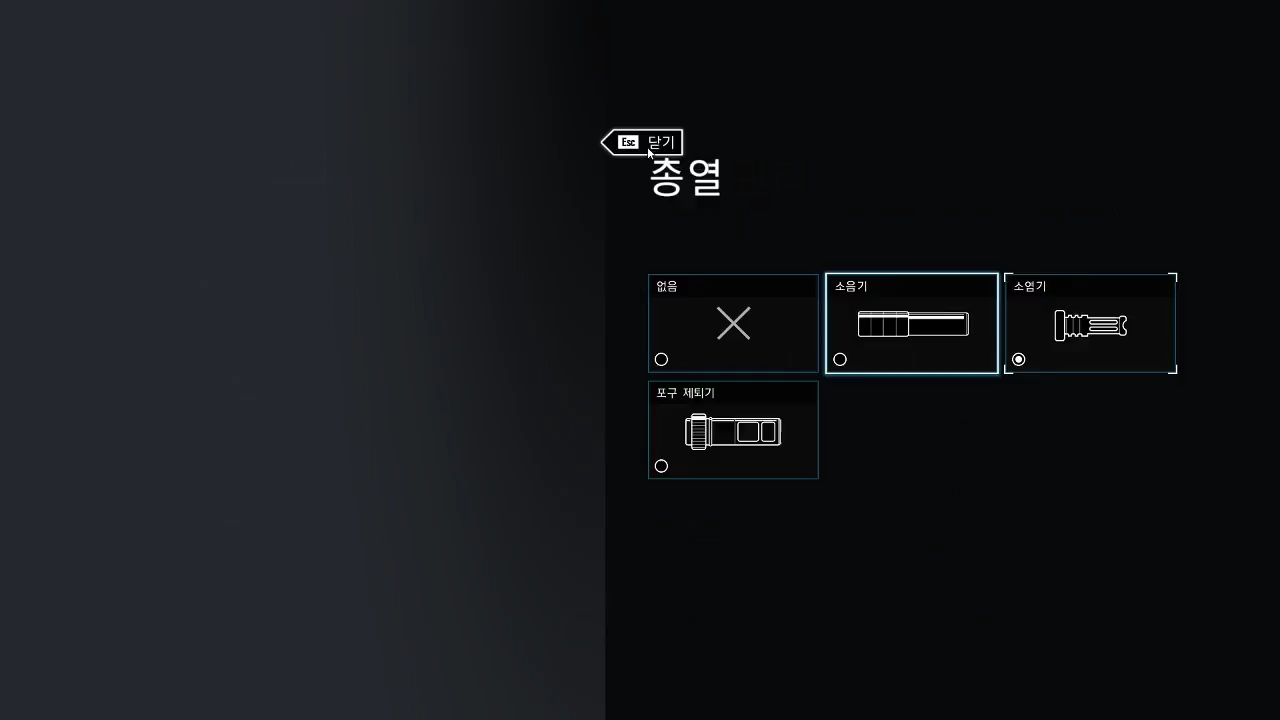 Esc 닫기
총열
없음
소음기
소염기
포구 제퇴기